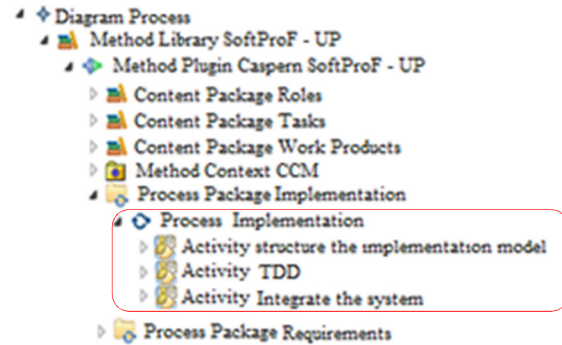 Diagram Process
Method Library SoftProF - UP
Method Plugin Caspern SoftProF - UP
Content Package Roles
Content Package Tasks
Content Package Work Products
Method Context CCM
Process Package Implementation
Process Implementation
Activity structure the implementation model
Activity TDD
Activity Integrate the system
Process Package Requirements